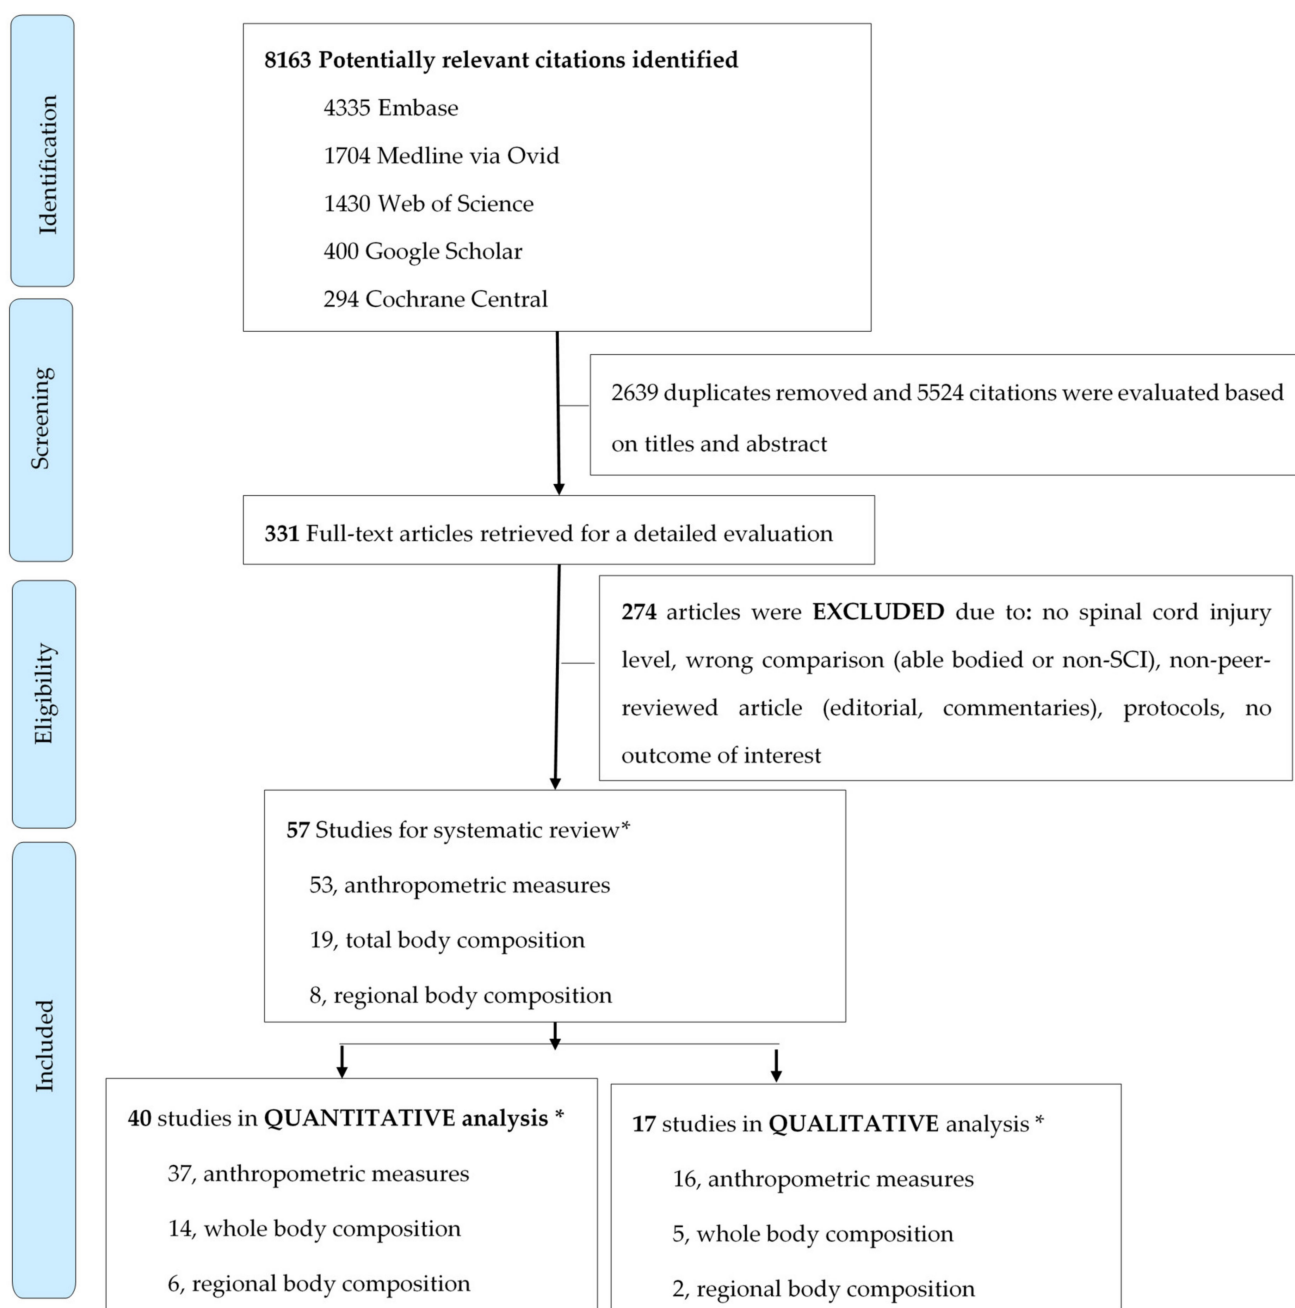 Identification
8163 Potentially relevant citations identified
4335 Embase
1704 Medline via Ovid
1430 Web of Science
400 Google Scholar
294 Cochrane Central
Screening
2639 duplicates removed and 5524 citations were evaluated based
on titles and abstract
331 Full-text articles retrieved for a detailed evaluation
Eligibility
274 articles were EXCLUDED due to: no spinal cord injury
level, wrong comparison (able bodied or non-SCI), non-peer-
reviewed article (editorial, commentaries), protocols, no
outcome of interest
Included
57 Studies for systematic review*
53, anthropometric measures
19, total body composition
8, regional body composition
40 studies in QUANTITATIVE analysis *
37, anthropometric measures
14, whole body composition
6, regional body composition
17 studies in QUALITATIVE analysis *
16, anthropometric measures
5, whole body composition
2, regional body composition